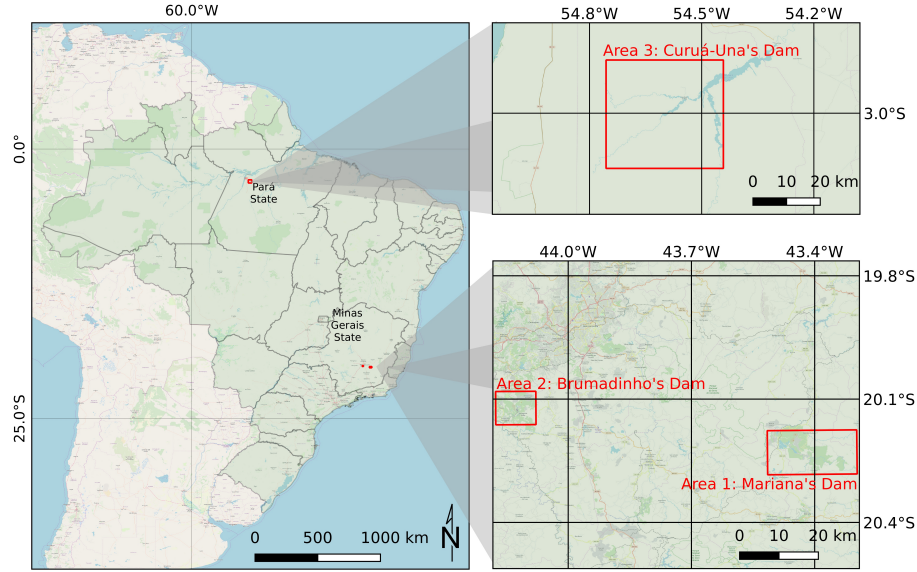 60.0°W
0.0°
25.0°S
Pará
State
Minas
Gerais
State
0 500 1000 km
N
54.8°W 54.5°W 54.2°W
Area 3: Curuá-Una's Dam
3.0°S
0 10 20 km
44.0°W 43.7°W 43.4°W
19.8°S
Area 2: Brumadinho's Dam
20.1°S
Area 1: Mariana's Dam
20.4°S
0 10 20 km